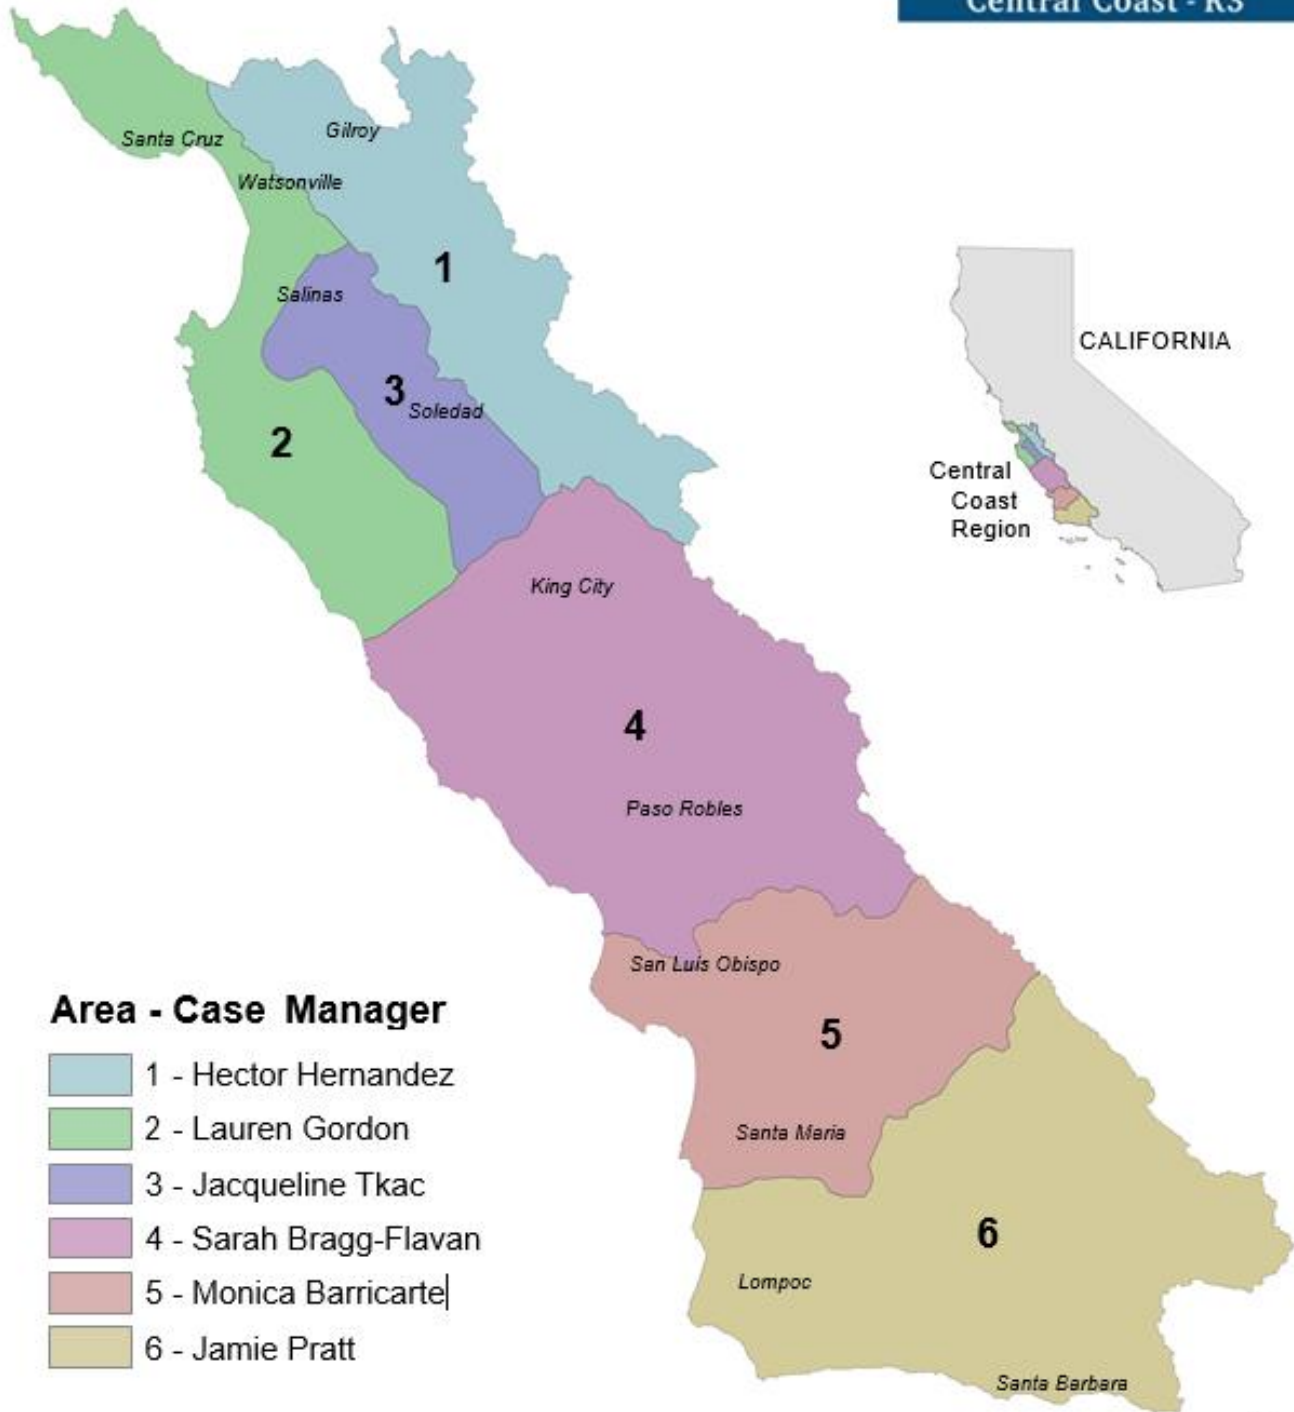 Central Coast - R3
Santa Cruz
Gilroy
Watsonville
1
Salinas
CALIFORNIA
3
Soledad
2
Central
Coast
Region
King City
4
Paso Robles
San Luis Obispo
Area - Case Manager
5
1 - Hector Hernandez
2 - Lauren Gordon
Santa Maria
3 - Jacqueline Tkac
4 - Sarah Bragg-Flavan
6
5 - Monica Barricarte
Lompoc
6 - Jamie Pratt
Santa Barbara